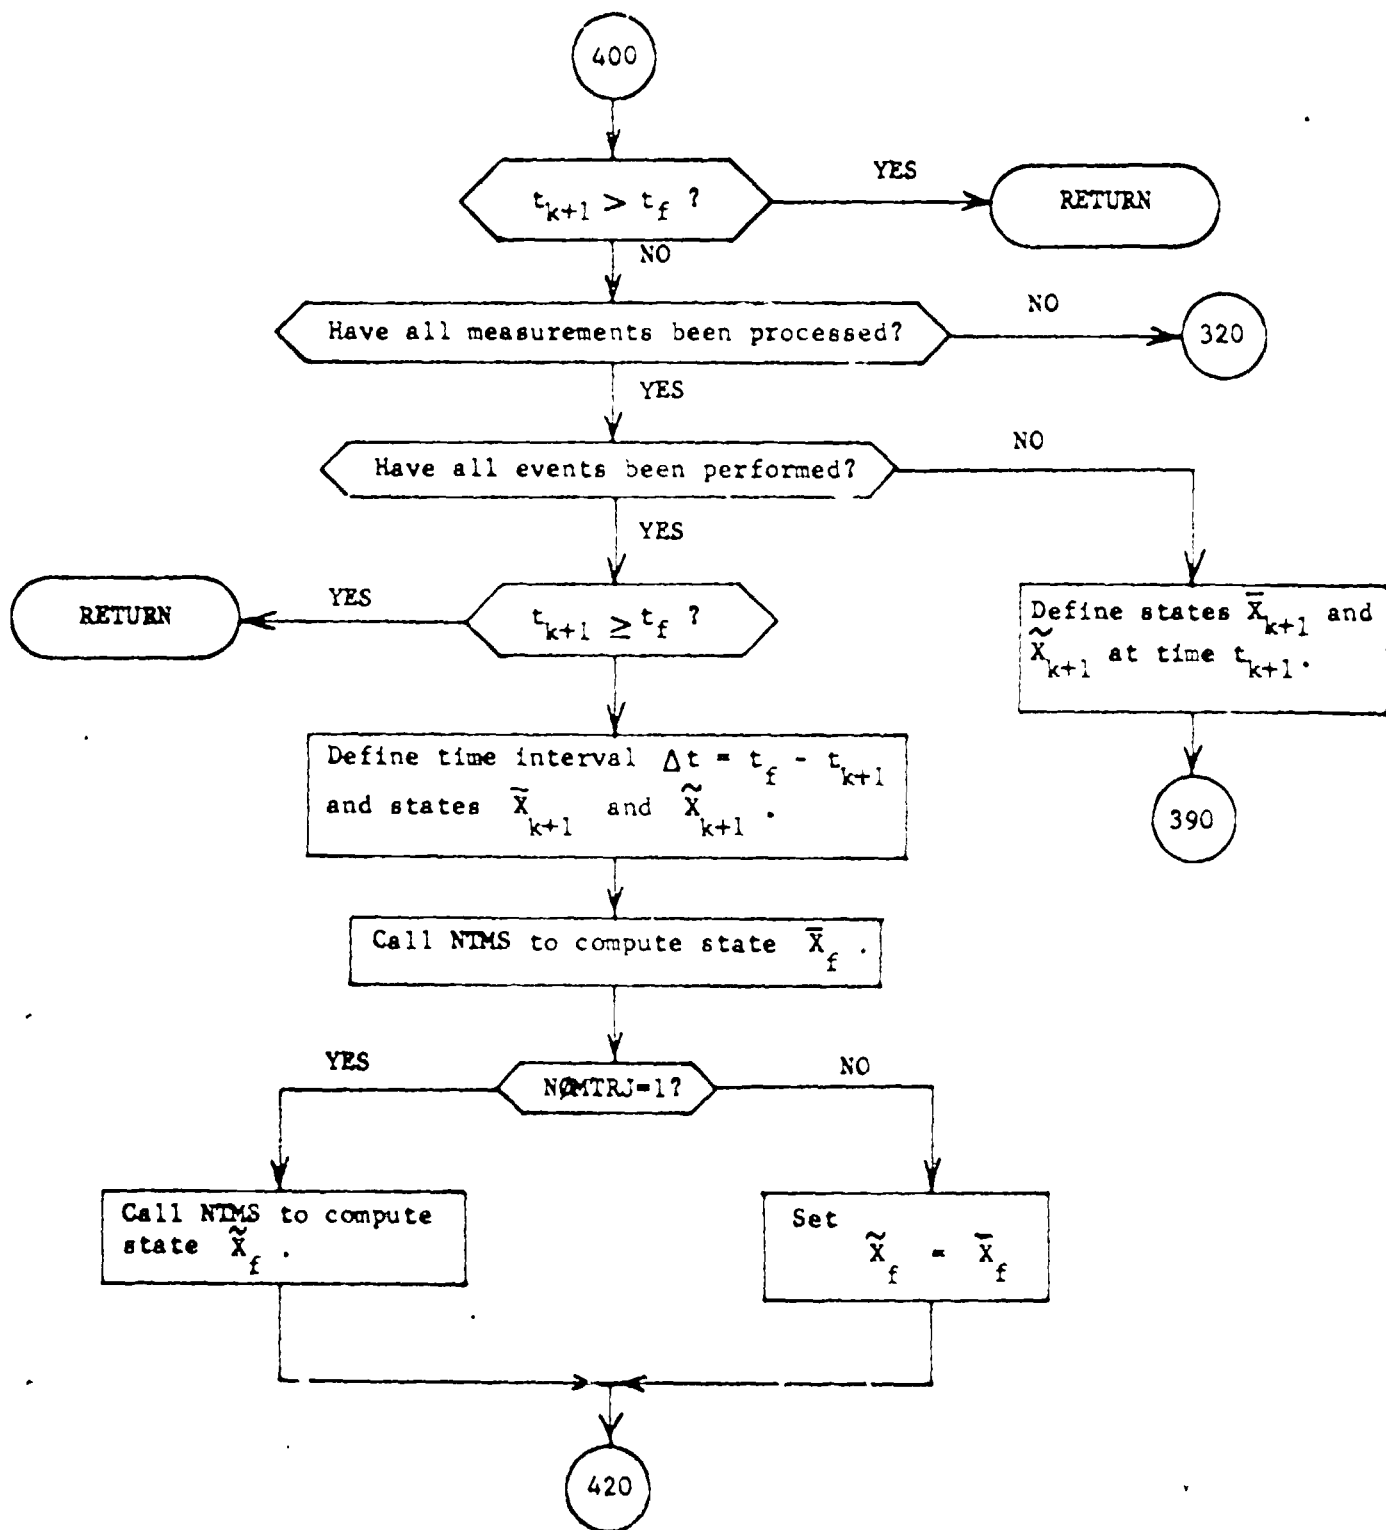 400
t_{k+1} > t_f ?
YES
RETURN
NO
Have all measurements been processed?
NO
320
YES
Have all events been performed?
NO
YES
RETURN
YES
t_{k+1} ≥ t_f ?
Define states X̄_{k+1} and
X̃_{k+1} at time t_{k+1}.
Define time interval Δt = t_f - t_{k+1}
and states X̄_{k+1} and X̃_{k+1} .
390
Call NTMS to compute state X̄_f .
YES
NØMTRJ=1?
NO
Call NTMS to compute
state X̃_f .
Set
X̃_f = X̄_f
420